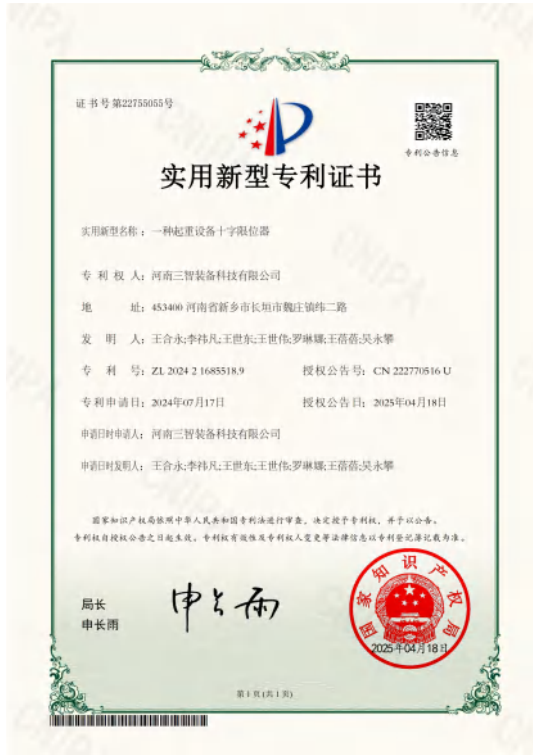 证书号第22755055号
专利公告信息
实用新型专利证书
实用新型名称：一种起重设备十字限位器
专利权人：河南三智装备科技有限公司
地址：453400 河南省新乡市长垣市魏庄镇纬二路
发明人：王合永;李祎凡;王世东;王世伟;罗琳娜;王蓓蓓;吴永攀
专利号：ZL 2024 2 1685518.9 授权公告号：CN 222770516 U
专利申请日：2024年07月17日 授权公告日：2025年04月18日
申请日时申请人：河南三智装备科技有限公司
申请日时发明人：王合永;李祎凡;王世东;王世伟;罗琳娜;王蓓蓓;吴永攀
国家知识产权局依照中华人民共和国专利法进行审查，决定授予专利权，并予以公告。
专利权自授权公告之日起生效。专利权有效性及专利权人变更等法律信息以专利登记簿记载为准。
局长
申长雨
申长雨
国家知识产权局
2025年04月18日
第1页(共1页)
CNIPA